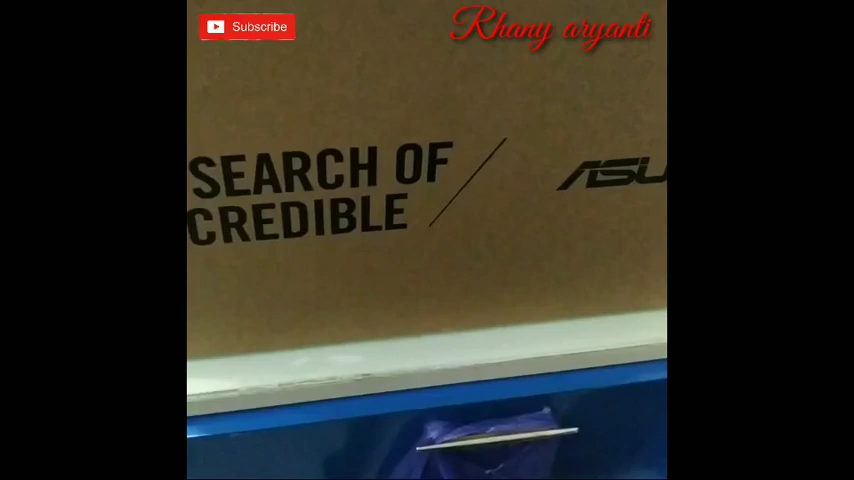 Subscribe
Rhany aryanti
SEARCH OF
CREDIBLE
ASU